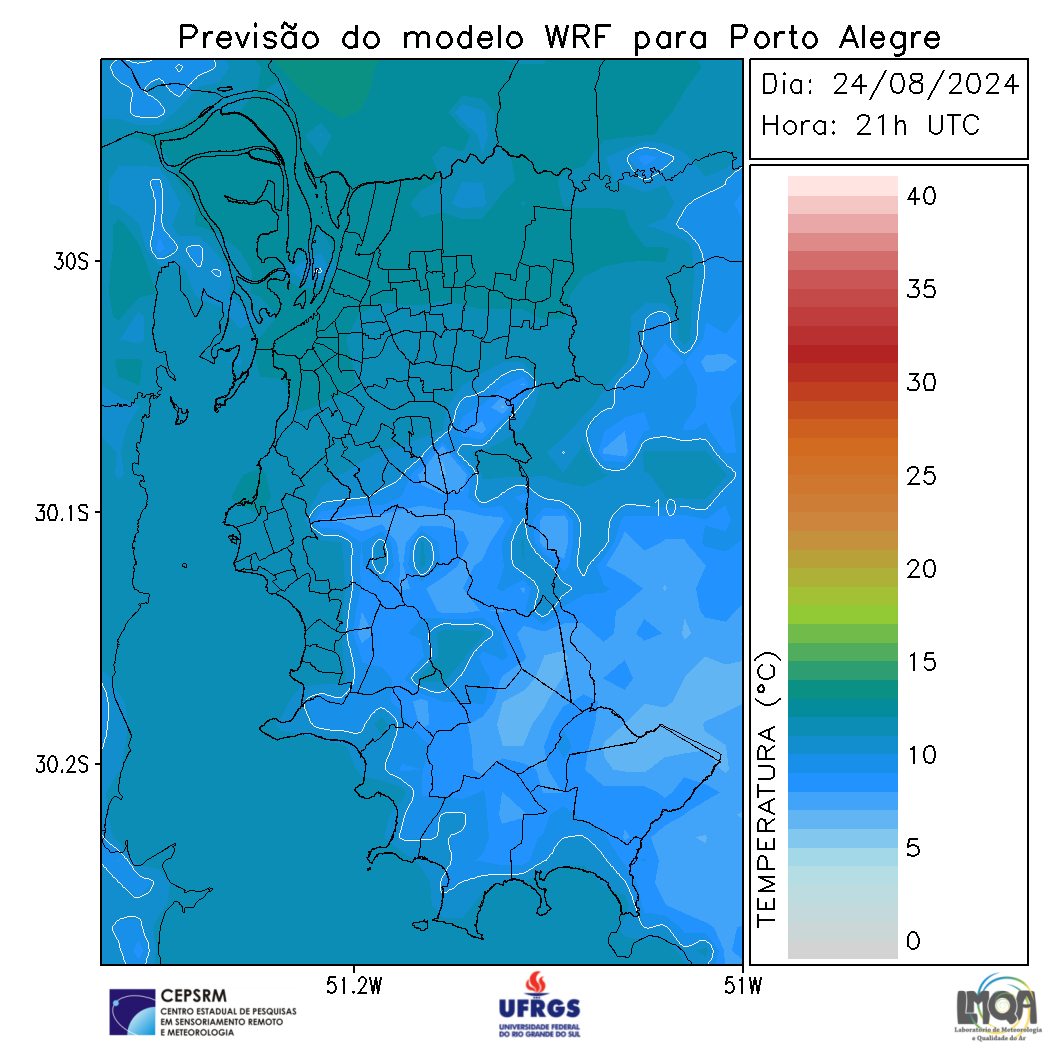 Previsão do modelo WRF para Porto Alegre
Dia: 24/08/2024
Hora: 21h UTC
40
35
30
25
20
15
10
5
0
TEMPERATURA (°C)
30S
30.1S
30.2S
10
51.2W
51W
CEPSRM
CENTRO ESTADUAL DE PESQUISAS
EM SENSORIAMENTO REMOTO
E METEOROLOGIA
UFRGS
UNIVERSIDADE FEDERAL
DO RIO GRANDE DO SUL
LMQA
Laboratório de Meteorologia
e Qualidade do Ar